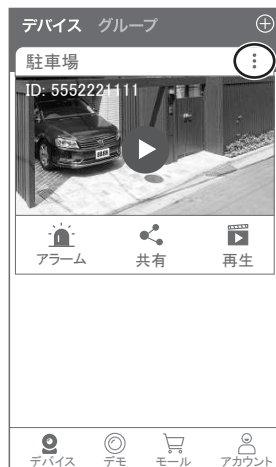 デバイス グループ
駐車場
ID: 5552221111
アラーム 共有 再生
デバイス デモ モール アカウント